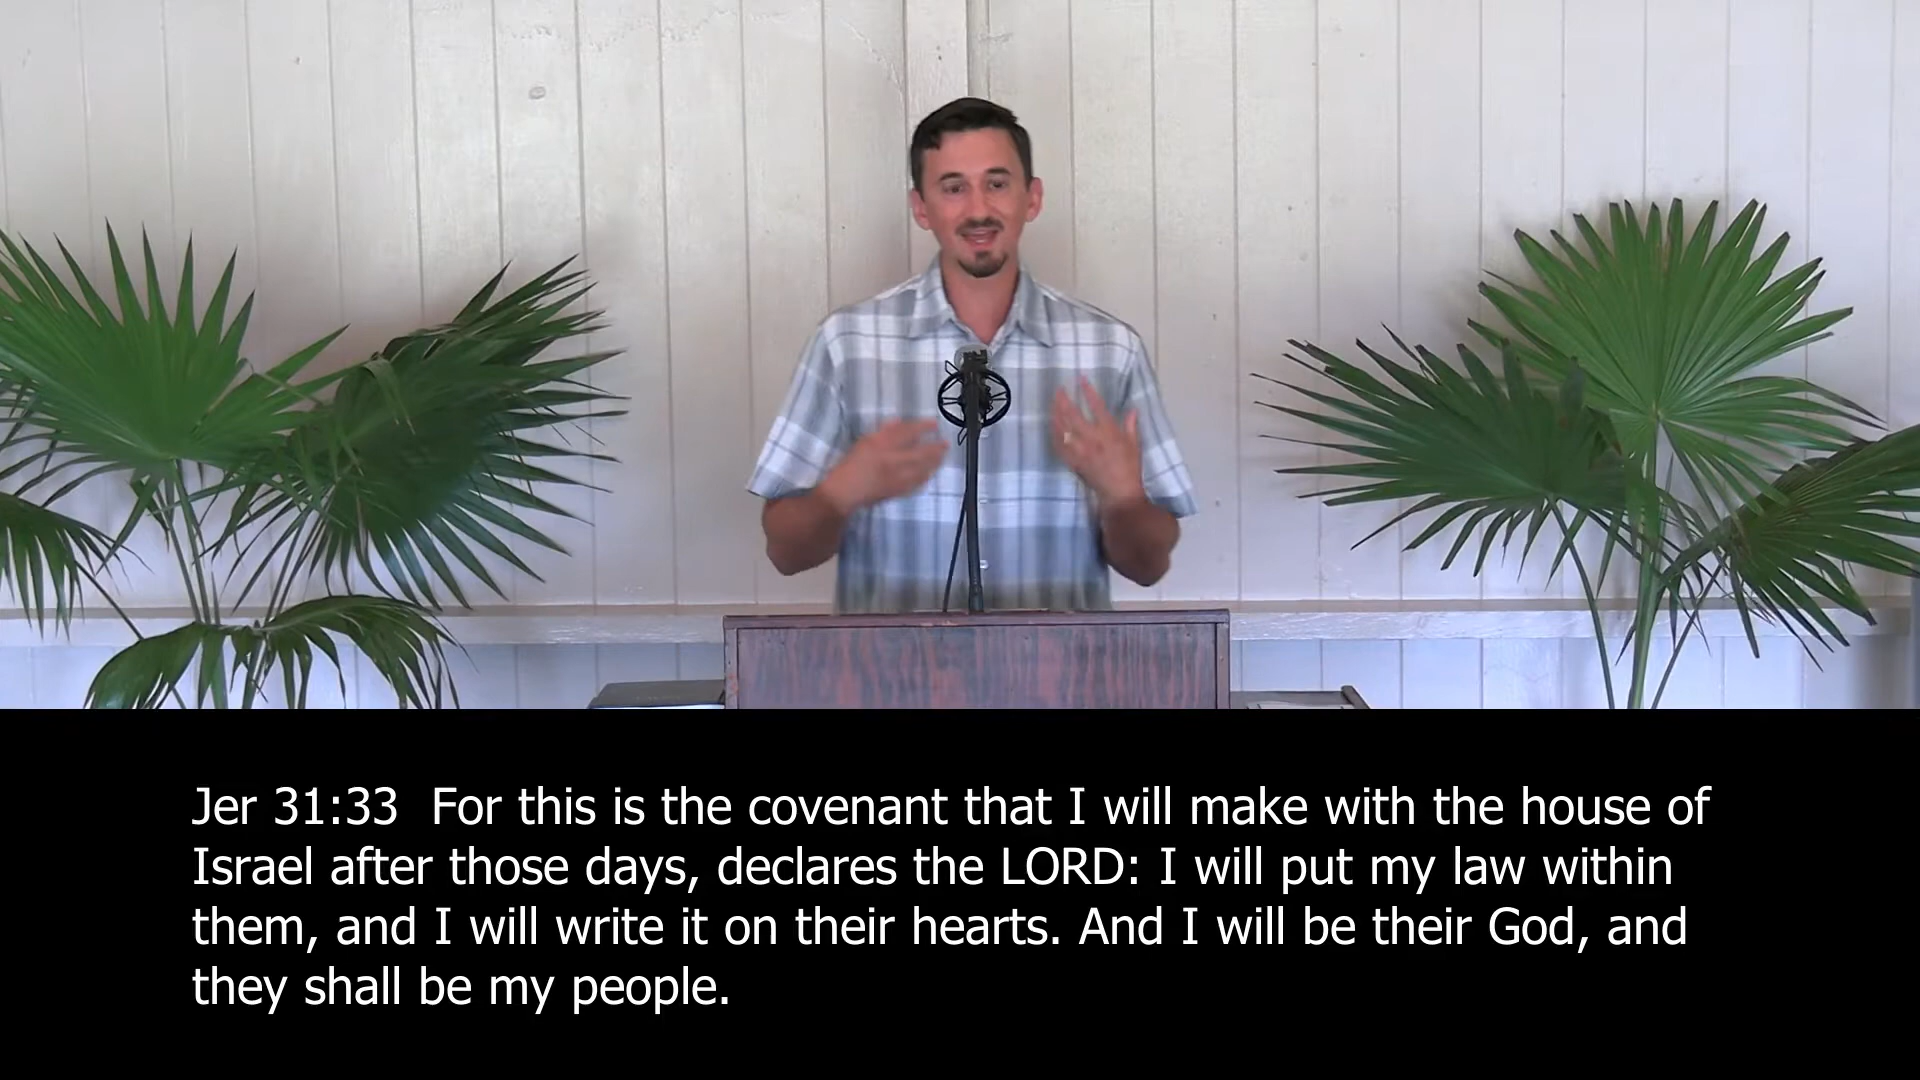 Jer 31:33  For this is the covenant that I will make with the house of
Israel after those days, declares the LORD: I will put my law within
them, and I will write it on their hearts. And I will be their God, and
they shall be my people.